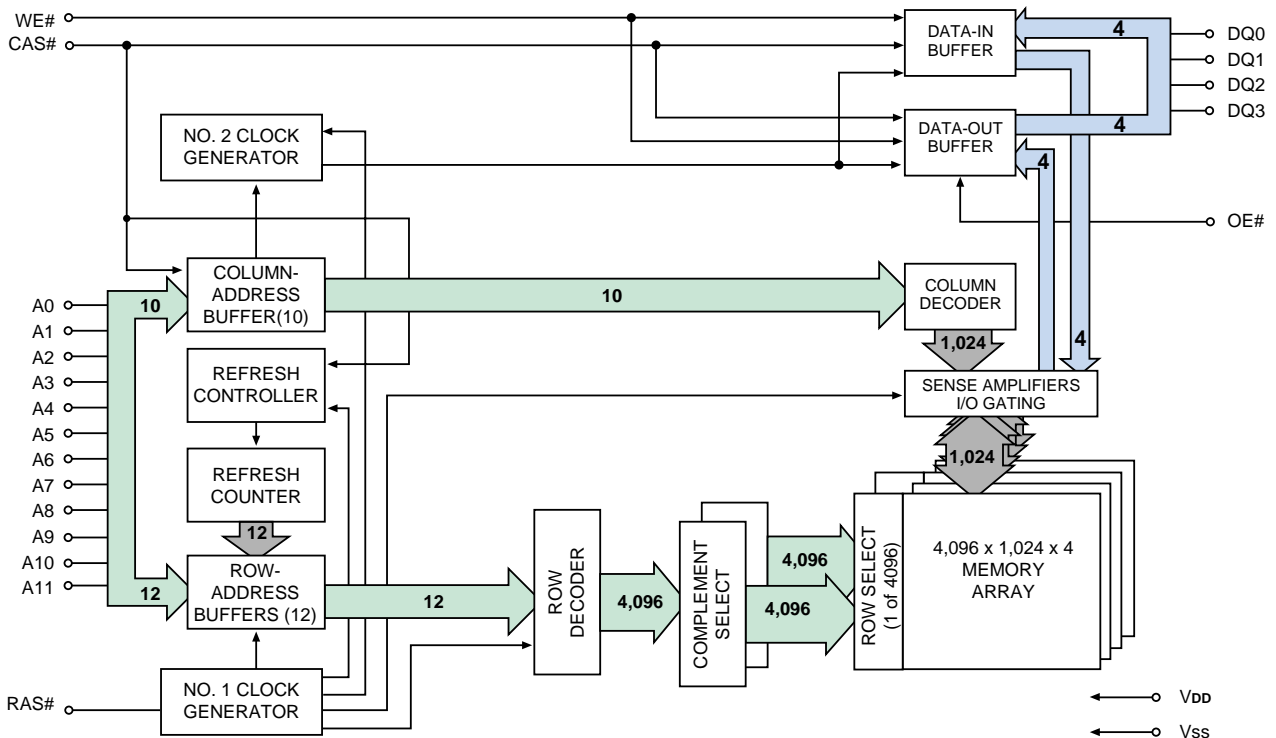 WE#
CAS#
DATA-IN
BUFFER
4
DQ0
DQ1
DQ2
DQ3
NO. 2 CLOCK
GENERATOR
DATA-OUT
BUFFER
4
4
OE#
COLUMN-
ADDRESS
BUFFER(10)
10
10
COLUMN
DECODER
1,024
4
A0
A1
A2
A3
A4
A5
A6
A7
A8
A9
A10
A11
REFRESH
CONTROLLER
SENSE AMPLIFIERS
I/O GATING
1,024
REFRESH
COUNTER
12
ROW-
ADDRESS
BUFFERS (12)
12
12
ROW
DECODER
4,096
COMPLEMENT
SELECT
4,096
4,096
ROW SELECT
(1 of 4096)
4,096 x 1,024 x 4
MEMORY
ARRAY
RAS#
NO. 1 CLOCK
GENERATOR
VDD
Vss